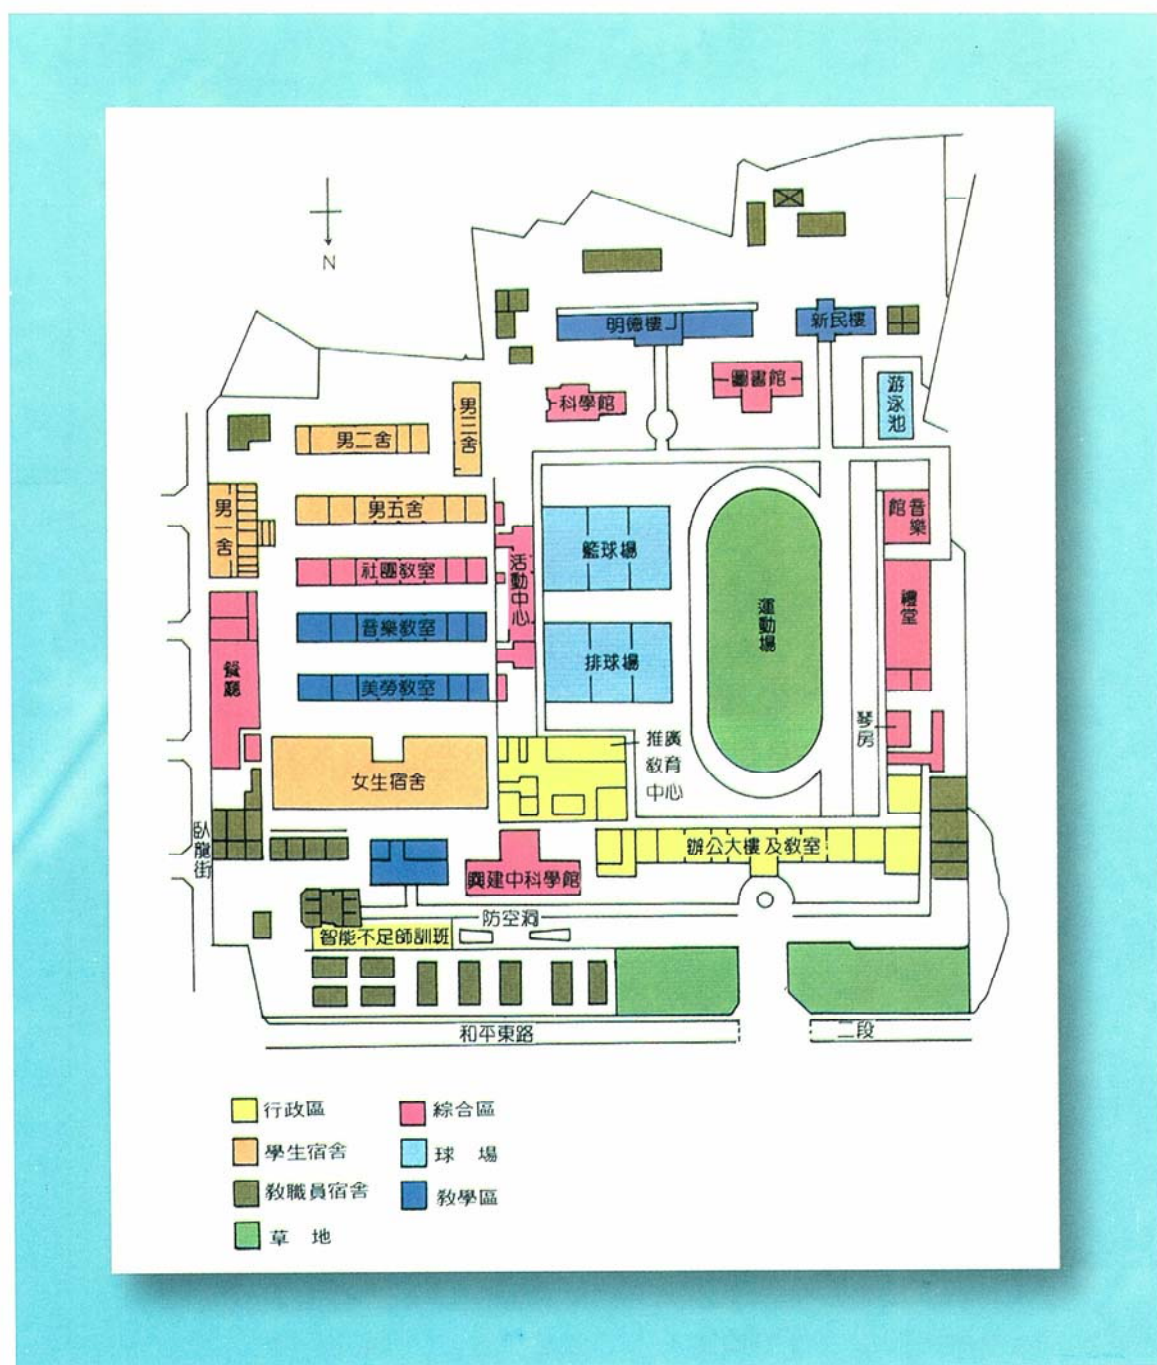 N
明德樓
新民樓
科學館
圖書館
游泳池
男三舍
男二舍
男一舍
男五舍
社團教室
活動中心
音樂教室
美勞教室
餐廳
籃球場
排球場
運動場
音樂館
禮堂
琴房
女生宿舍
推廣
教育
中心
臥龍街
興建中科學館
辦公大樓及教室
防空洞
智能不足師訓班
和平東路
二段
行政區
綜合區
學生宿舍
球 場
教職員宿舍
教學區
草 地